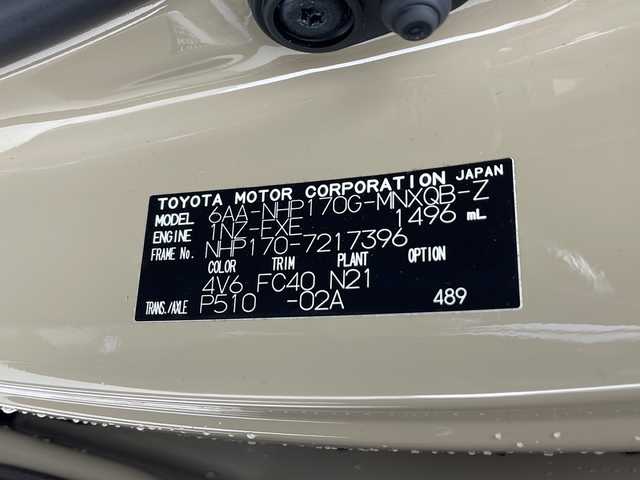 TOYOTA MOTOR CORPORATION JAPAN
MODEL 6AA-NHP170G-MNXQB-Z
ENGINE 1NZ-FXE 1496 mL
FRAME No. NHP170-7217396
COLOR TRIM PLANT OPTION
4V6 FC40 N21
TRANS./AXLE P510 -02A 489